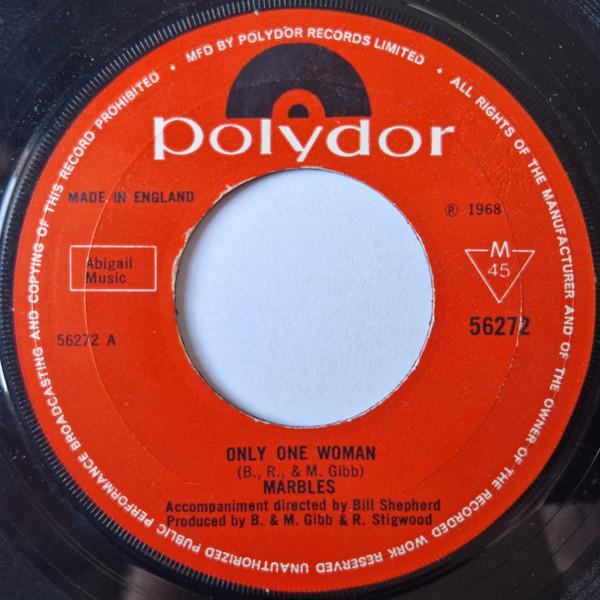 MFD BY POLYDOR RECORDS LIMITED • ALL RIGHTS OF THE MANUFACTURER AND OF THE OWNER OF THE RECORDED WORK RESERVED UNAUTHORIZED PUBLIC PERFORMANCE BROADCASTING AND COPYING OF THIS RECORD PROHIBITED •
polydor
MADE IN ENGLAND
℗ 1968
Abigail
Music
M
45
56272 A
56272
ONLY ONE WOMAN
(B., R., & M. Gibb)
MARBLES
Accompaniment directed by Bill Shepherd
Produced by B. & M. Gibb & R. Stigwood